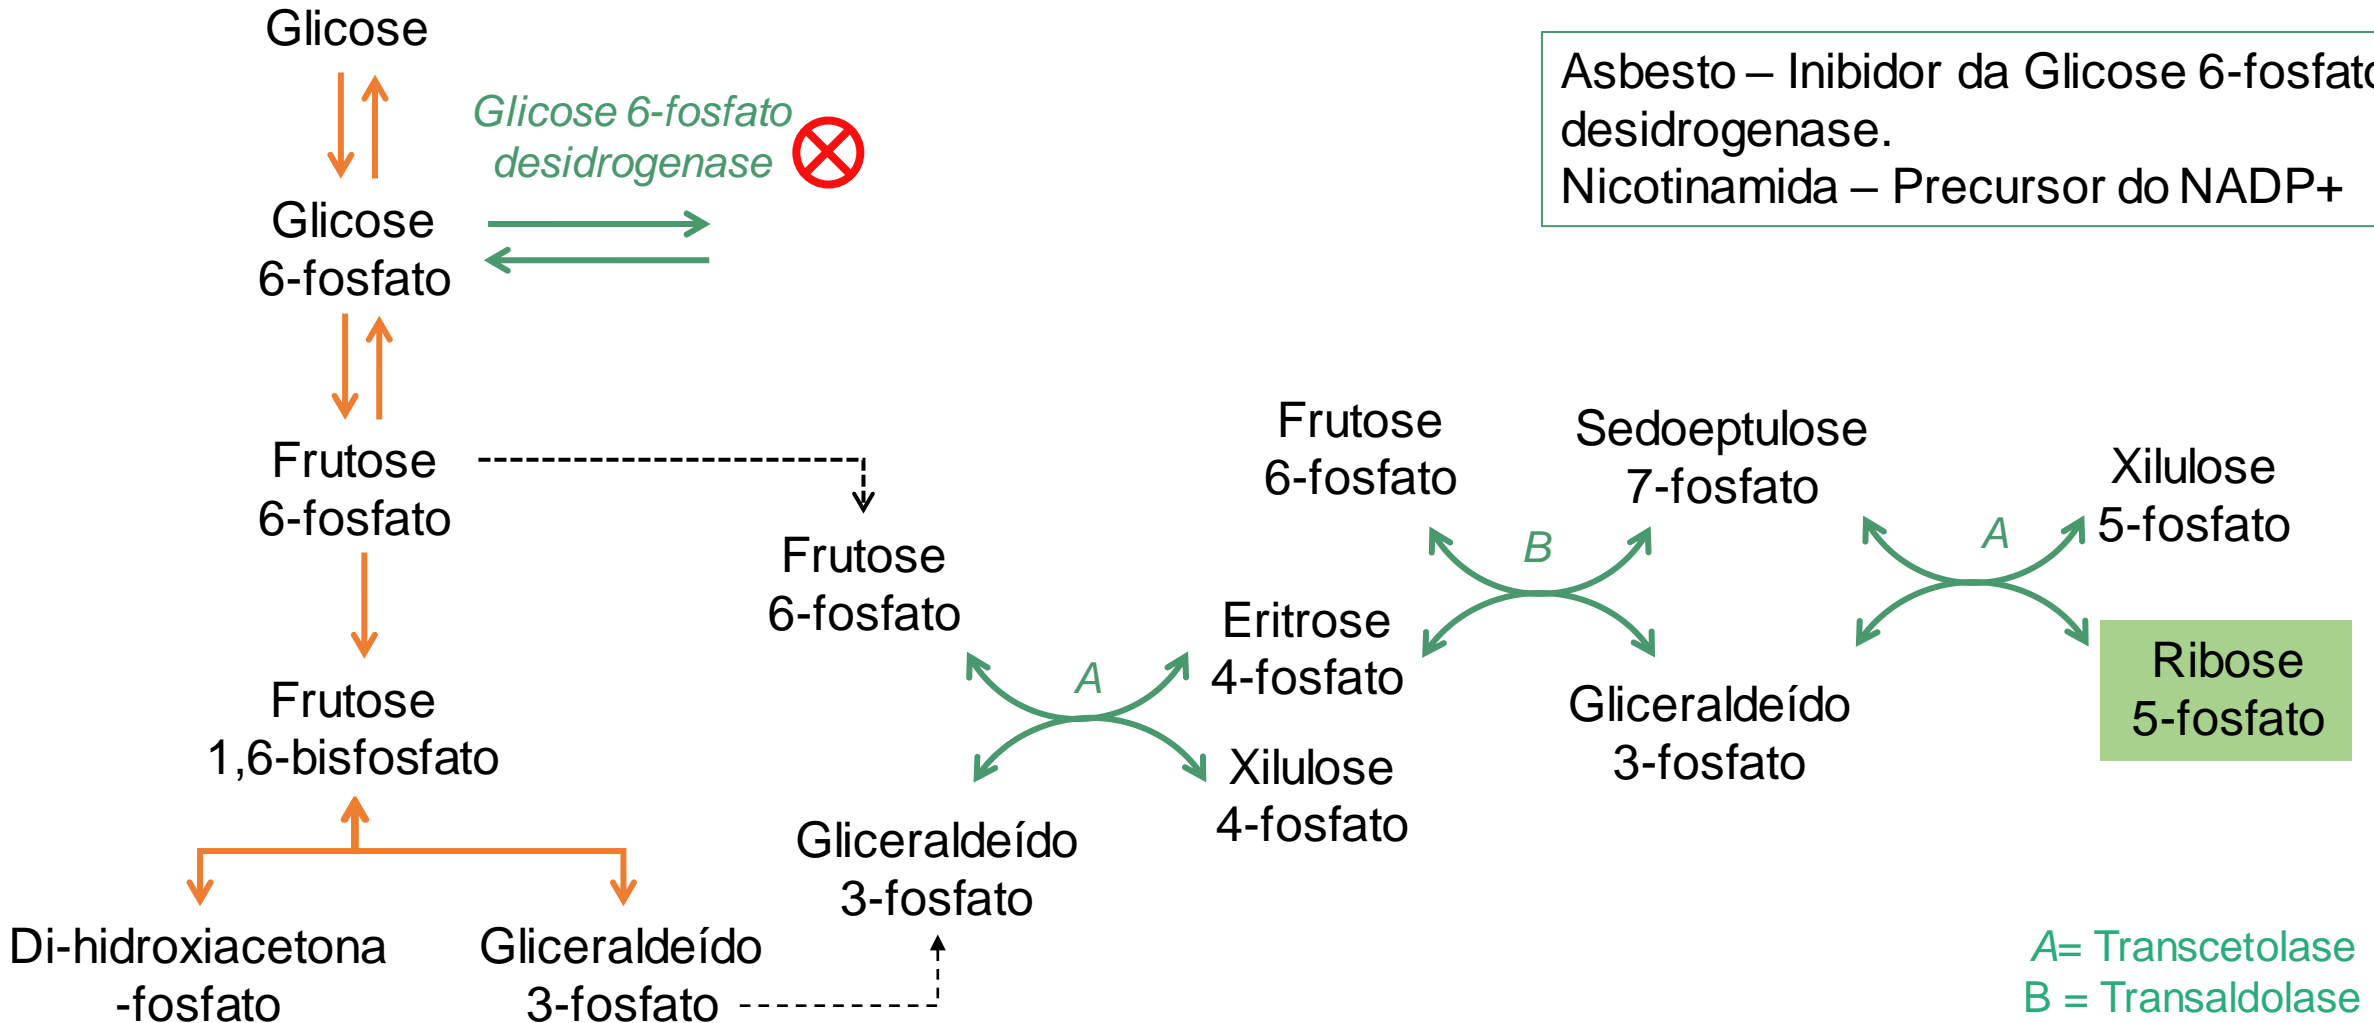 Glicose
Glicose 6-fosfato
desidrogenase
Asbesto – Inibidor da Glicose 6-fosfato
desidrogenase.
Nicotinamida – Precursor do NADP+
Glicose
6-fosfato
Frutose
6-fosfato
Frutose
6-fosfato
Frutose
6-fosfato
B
Sedoeptulose
7-fosfato
A
Xilulose
5-fosfato
A
Eritrose
4-fosfato
Xilulose
4-fosfato
Gliceraldeído
3-fosfato
Ribose
5-fosfato
Frutose
1,6-bisfosfato
Gliceraldeído
3-fosfato
Di-hidroxiacetona
-fosfato
Gliceraldeído
3-fosfato
A= Transcetolase
B = Transaldolase